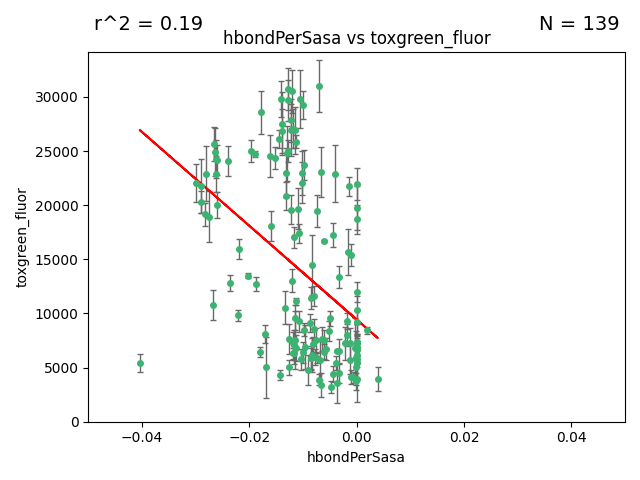 r^2 = 0.19
N = 139
hbondPerSasa vs toxgreen_fluor
toxgreen_fluor
30000
25000
20000
15000
10000
5000
0
−0.04
−0.02
0.00
0.02
0.04
hbondPerSasa